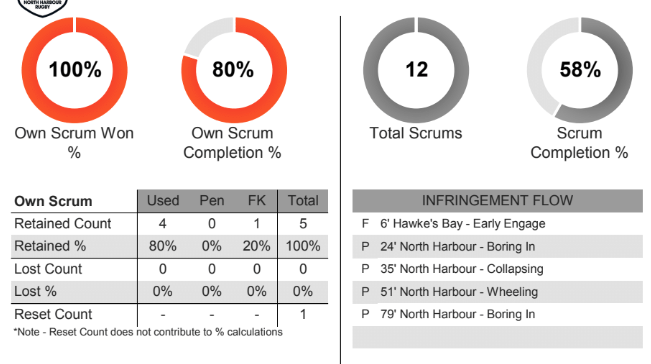 NORTH HARBOUR
RUGBY
100%
Own Scrum Won
%
80%
Own Scrum
Completion %
12
Total Scrums
58%
Scrum
Completion %
Own Scrum Used Pen FK Total
Retained Count 4 0 1 5
Retained % 80% 0% 20% 100%
Lost Count 0 0 0 0
Lost % 0% 0% 0% 0%
Reset Count - - - 1
*Note - Reset Count does not contribute to % calculations
INFRINGEMENT FLOW
F 6' Hawke's Bay - Early Engage
P 24' North Harbour - Boring In
P 35' North Harbour - Collapsing
P 51' North Harbour - Wheeling
P 79' North Harbour - Boring In